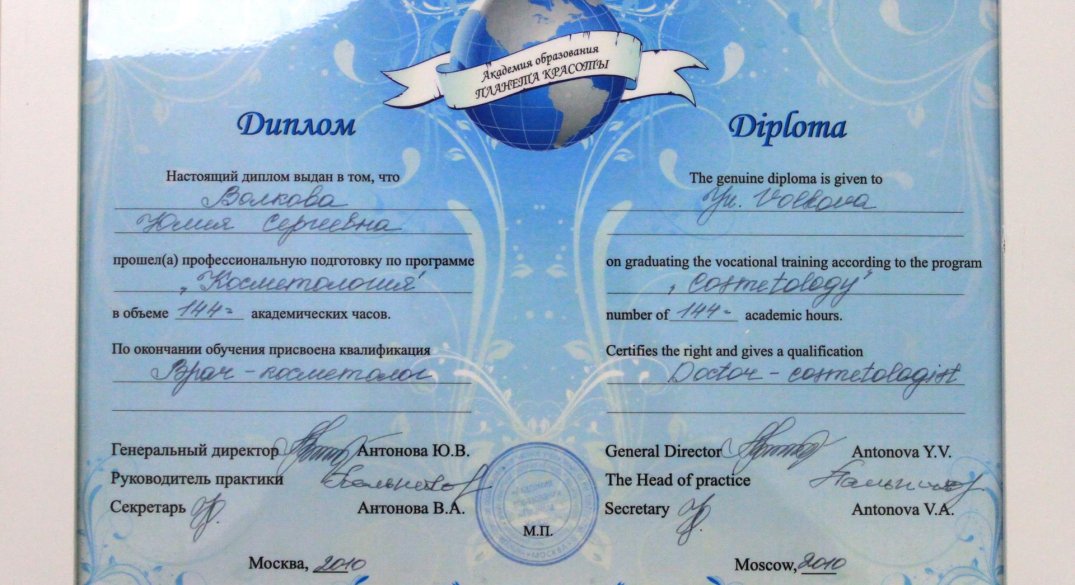 Академия образования
ПЛАНЕТА КРАСОТЫ
Диплом
Настоящий диплом выдан в том, что
Волкова
Юлия Сергеевна
прошел(а) профессиональную подготовку по программе
„Косметология"
в объеме 144= академических часов.
По окончании обучения присвоена квалификация
Врач-косметолог
Генеральный директор Антонова Ю.В.
Руководитель практики
Секретарь Антонова В.А.
М.П.
Москва, 2010
Diploma
The genuine diploma is given to
Yu. Volkova
on graduating the vocational training according to the program
„Cosmetology"
number of 144= academic hours.
Certifies the right and gives a qualification
Doctor-cosmetologist
General Director Antonova Y.V.
The Head of practice
Secretary Antonova V.A.
Moscow, 2010